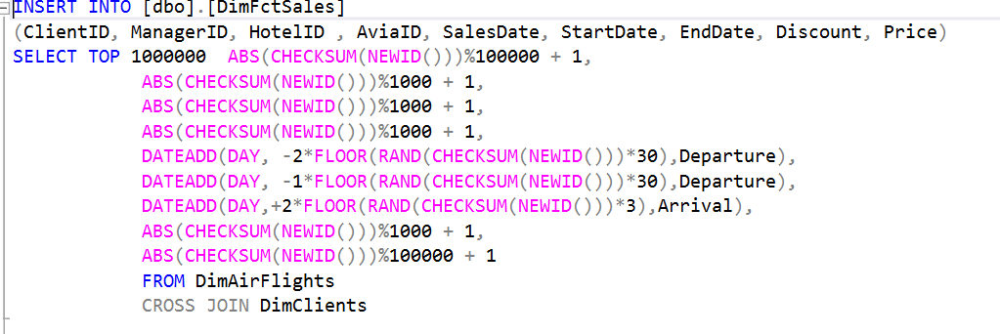 INSERT INTO [dbo].[DimFctSales]
(ClientID, ManagerID, HotelID , AviaID, SalesDate, StartDate, EndDate, Discount, Price)
SELECT TOP 1000000  ABS(CHECKSUM(NEWID()))%100000 + 1,
ABS(CHECKSUM(NEWID()))%1000 + 1,
ABS(CHECKSUM(NEWID()))%1000 + 1,
ABS(CHECKSUM(NEWID()))%1000 + 1,
DATEADD(DAY, -2*FLOOR(RAND(CHECKSUM(NEWID()))*30),Departure),
DATEADD(DAY, -1*FLOOR(RAND(CHECKSUM(NEWID()))*30),Departure),
DATEADD(DAY,+2*FLOOR(RAND(CHECKSUM(NEWID()))*3),Arrival),
ABS(CHECKSUM(NEWID()))%1000 + 1,
ABS(CHECKSUM(NEWID()))%100000 + 1
FROM DimAirFlights
CROSS JOIN DimClients